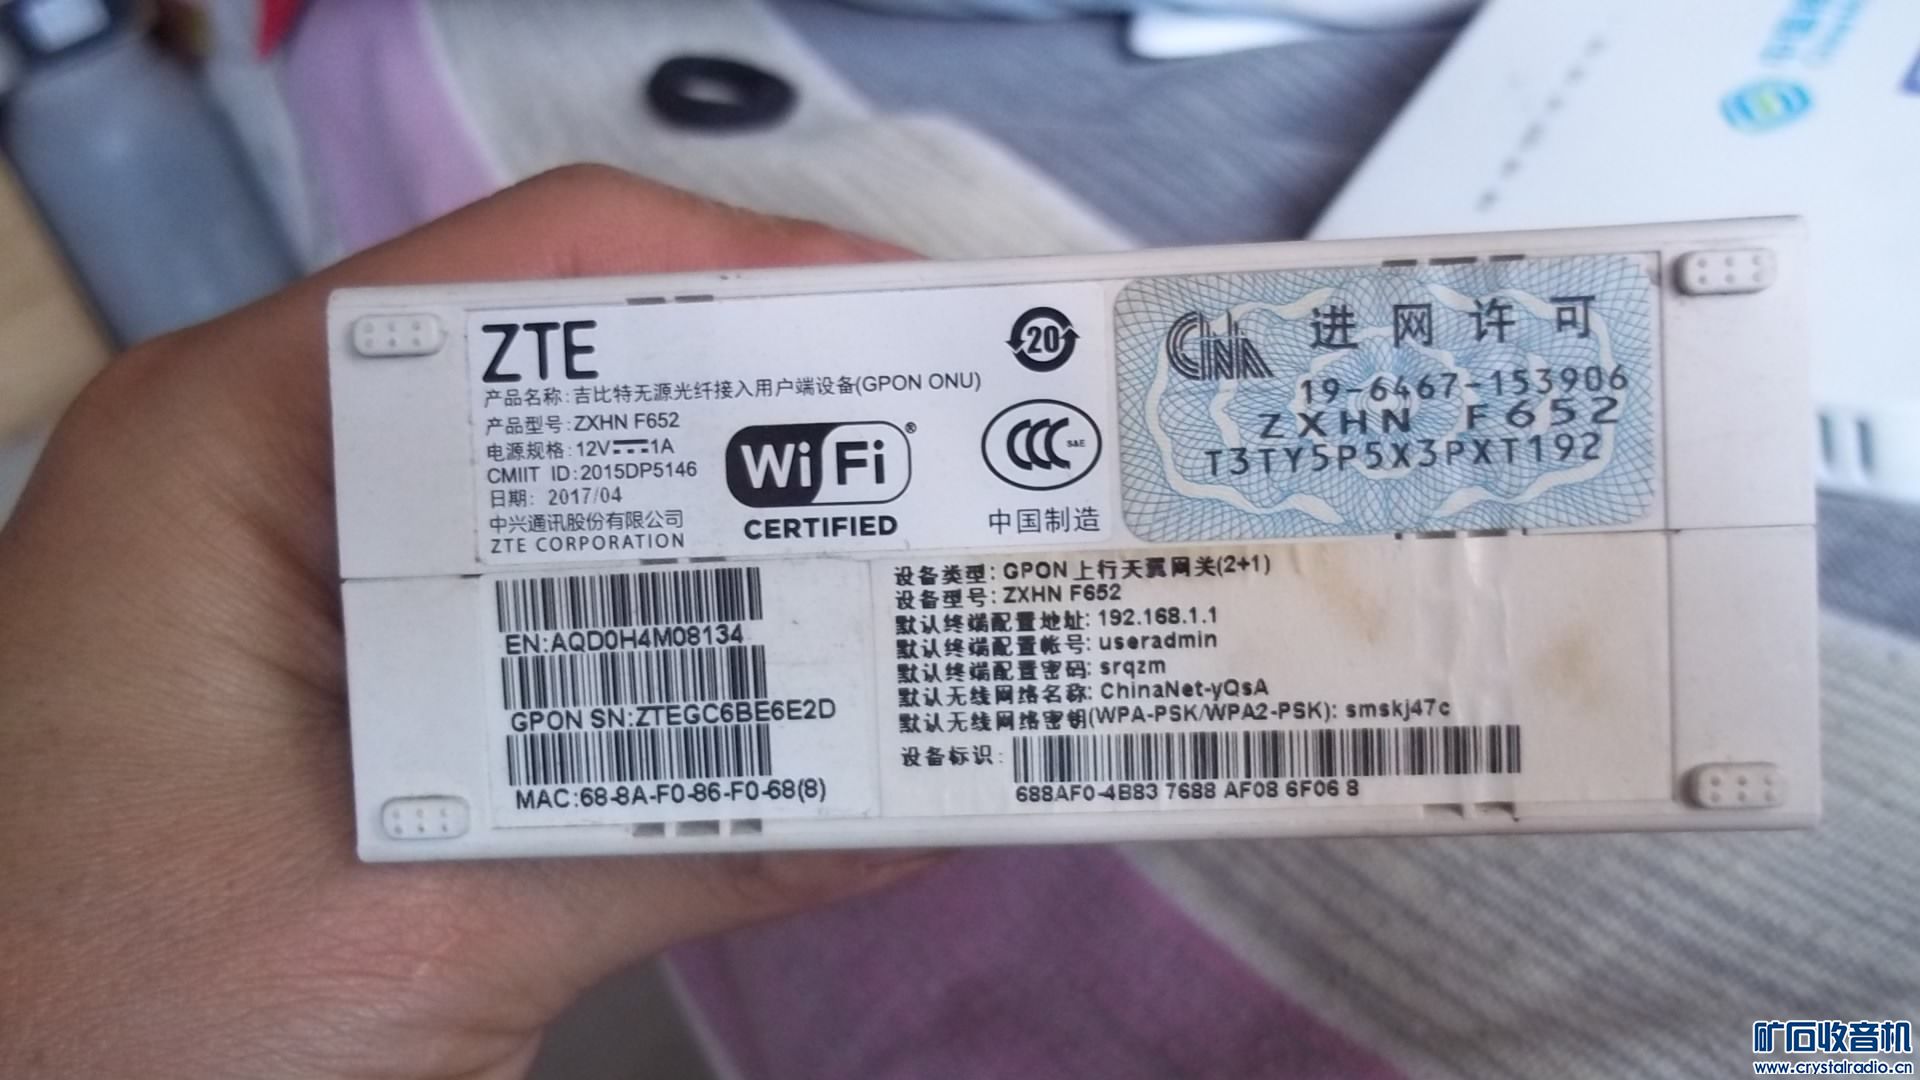 ZTE
产品名称:吉比特无源光纤接入用户端设备(GPON ONU)
产品型号:ZXHN F652
电源规格:12V⎓1A
CMIIT ID:2015DP5146
日期: 2017/04
中兴通讯股份有限公司
ZTE CORPORATION
Wi Fi®
CERTIFIED
20
CCC S&E
中国制造
CNA 进网许可
19-6467-153906
ZXHN F652
T3TY5P5X3PXT192
EN:AQD0H4M08134
GPON SN:ZTEGC6BE6E2D
MAC:68-8A-F0-86-F0-68(8)
设备类型: GPON上行天翼网关(2+1)
设备型号: ZXHN F652
默认终端配置地址: 192.168.1.1
默认终端配置帐号: useradmin
默认终端配置密码: srqzm
默认无线网络名称: ChinaNet-yQsA
默认无线网络密钥(WPA-PSK/WPA2-PSK): smskj47c
设备标识:
688AF0-4B83 7688 AF08 6F06 8
矿石收音机
www.crystalradio.cn